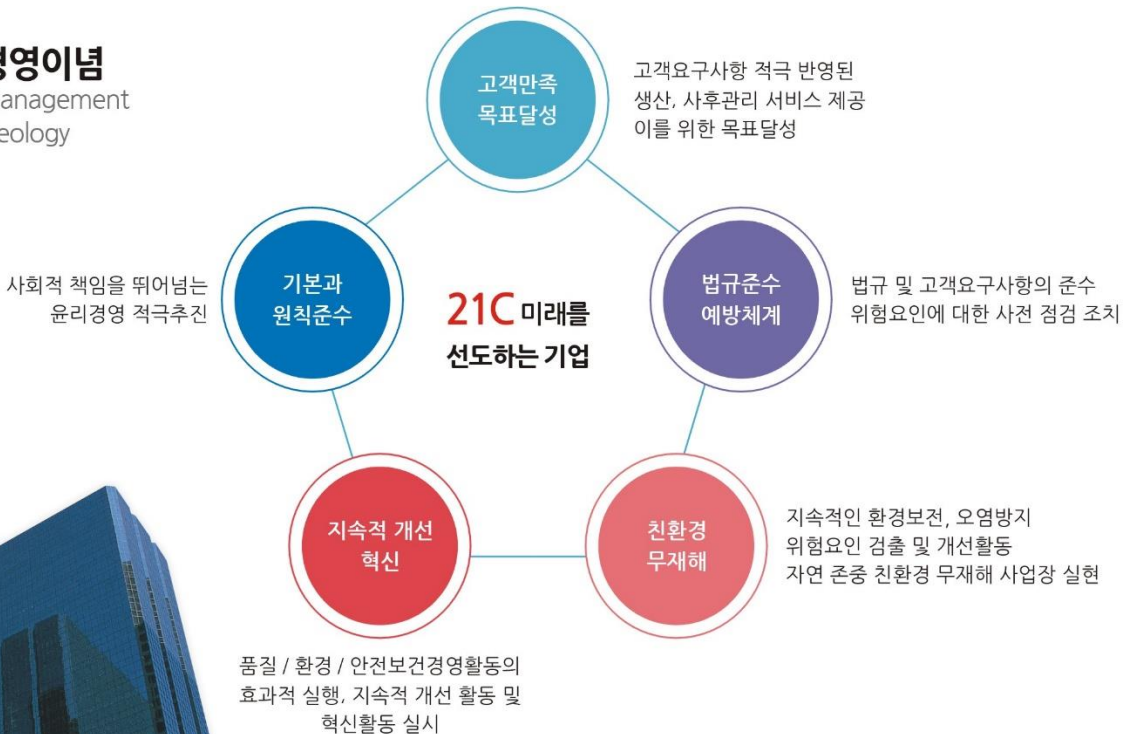 경영이념
anagement
eology
고객만족
목표달성
고객요구사항 적극 반영된
생산, 사후관리 서비스 제공
이를 위한 목표달성
사회적 책임을 뛰어넘는
윤리경영 적극추진
기본과
원칙준수
21C 미래를
선도하는 기업
법규준수
예방체계
법규 및 고객요구사항의 준수
위험요인에 대한 사전 점검 조치
지속적 개선
혁신
친환경
무재해
지속적인 환경보전, 오염방지
위험요인 검출 및 개선활동
자연 존중 친환경 무재해 사업장 실현
품질 / 환경 / 안전보건경영활동의
효과적 실행, 지속적 개선 활동 및
혁신활동 실시